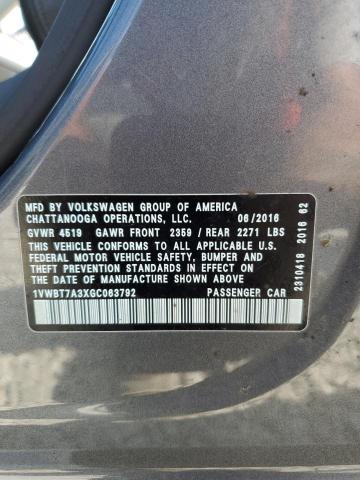 MFD BY VOLKSWAGEN GROUP OF AMERICA
CHATTANOOGA OPERATIONS, LLC. 06/2016
GVWR 4519 GAWR FRONT 2359 / REAR 2271 LBS
THIS VEHICLE CONFORMS TO ALL APPLICABLE U.S.
FEDERAL MOTOR VEHICLE SAFETY, BUMPER AND
THEFT PREVENTION STANDARDS IN EFFECT ON
THE DATE OF MANUFACTURE SHOWN ABOVE
1VWBT7A3XGC063792 PASSENGER CAR
2310418 2016 62